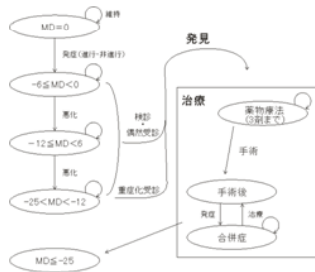 MD=0
維持
発症(進行・非進行)
-6≦MD<0
悪化
-12≦MD<6
悪化
-25<MD<-12
MD≦-25
検診
・
偶然受診
重症化受診
発見
治療
薬物療法
(3剤まで)
手術
手術後
発症
治療
合併症